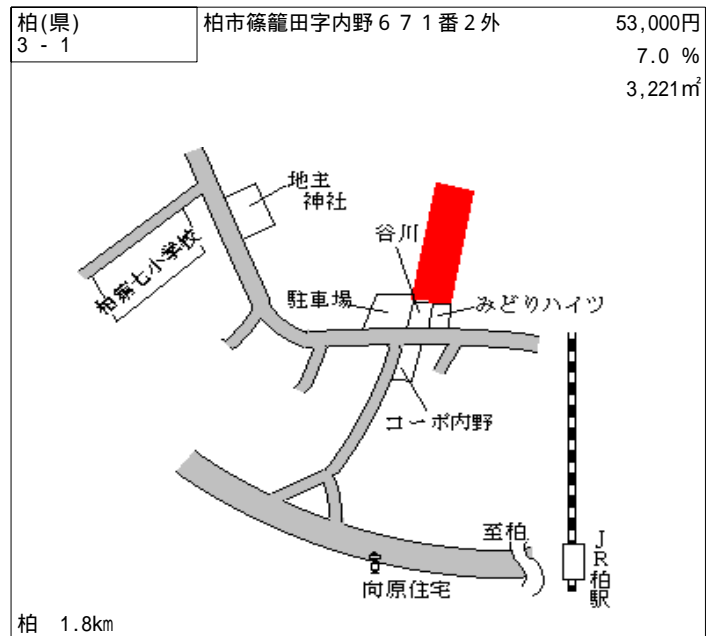 柏(県)
3 - 1
柏市篠籠田字内野６７１番２外
53,000円
7.0 %
3,221㎡
地主
神社
谷川
柏第七小学校
駐車場
みどりハイツ
コーポ内野
至柏
JR柏駅
向原住宅
柏 1.8km